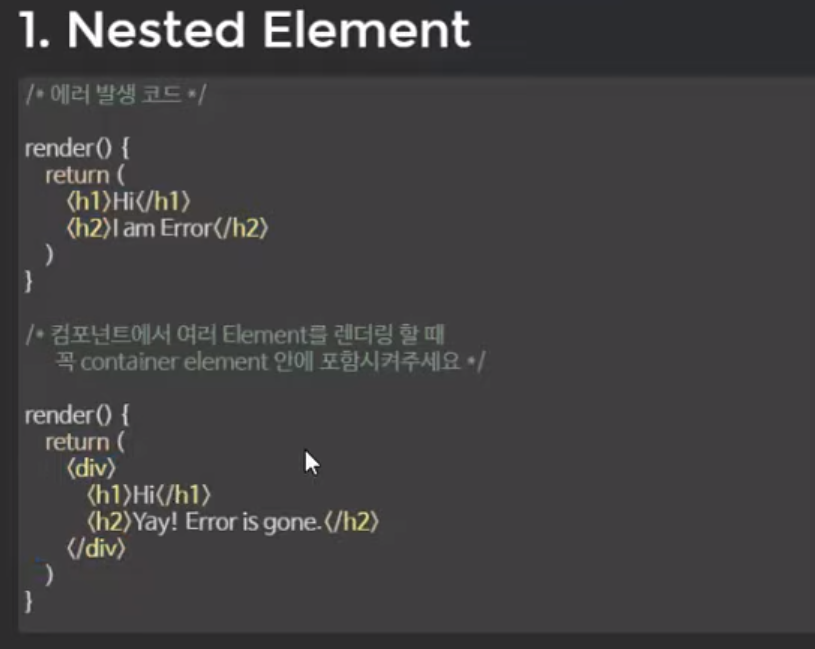 1. Nested Element
/* 에러 발생 코드 */
render() {
return (
<h1>Hi</h1>
<h2>I am Error</h2>
)
}
/* 컴포넌트에서 여러 Element를 렌더링 할 때
꼭 container element 안에 포함시켜주세요 */
render() {
return (
<div>
<h1>Hi</h1>
<h2>Yay! Error is gone.</h2>
</div>
)
}